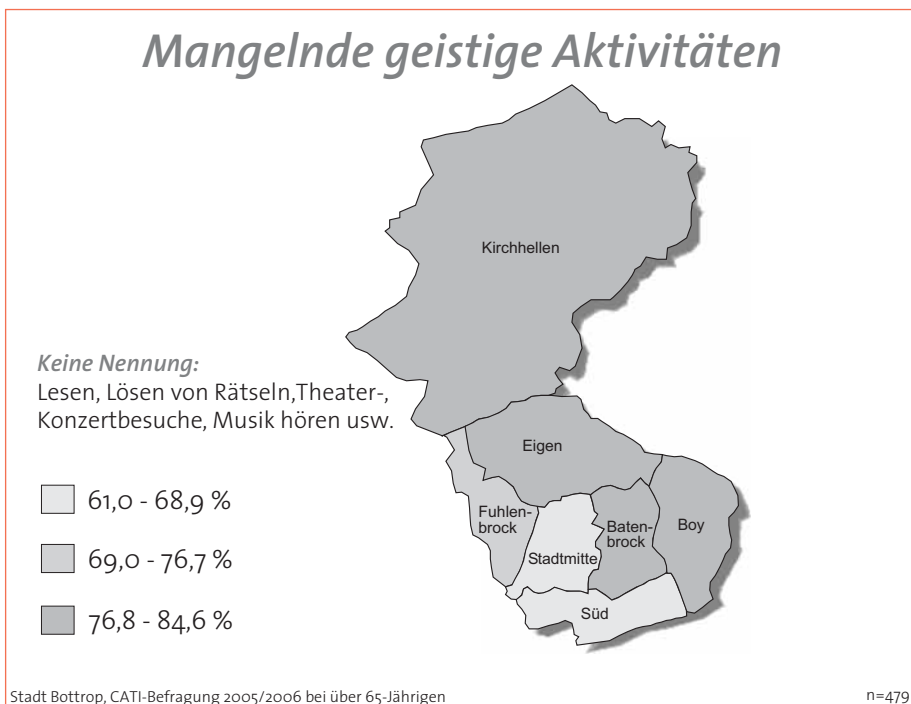 Mangelnde geistige Aktivitäten
Kirchhellen
Keine Nennung:
Lesen, Lösen von Rätseln,Theater-,
Konzertbesuche, Musik hören usw.
Eigen
61,0 - 68,9 %
Fuhlen-
brock
Baten-
brock
Boy
Stadtmitte
69,0 - 76,7 %
Süd
76,8 - 84,6 %
Stadt Bottrop, CATI-Befragung 2005/2006 bei über 65-Jährigen
n=479